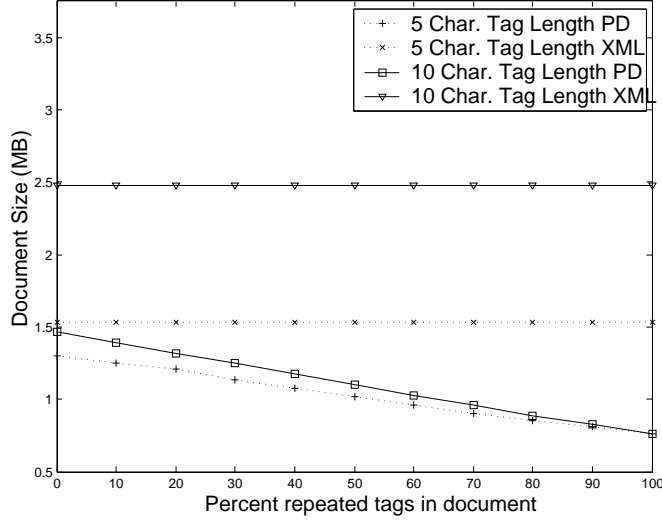 3.5
3
2.5
2
1.5
1
0.5
0 10 20 30 40 50 60 70 80 90 100
Document Size (MB)
Percent repeated tags in document
5 Char. Tag Length PD
5 Char. Tag Length XML
10 Char. Tag Length PD
10 Char. Tag Length XML